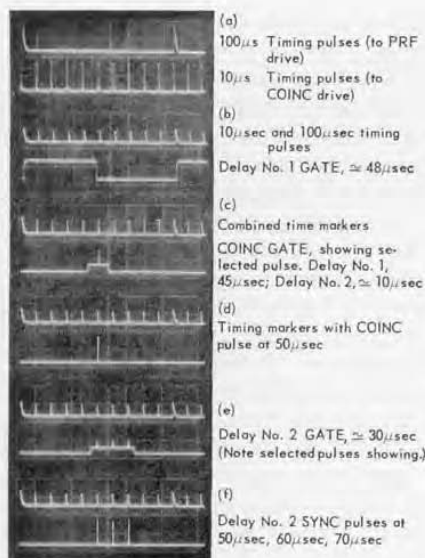 (a)
100μs Timing pulses (to PRF
drive)
10μs Timing pulses (to
COINC drive)
(b)
10μsec and 100μsec timing
pulses
Delay No. 1 GATE, ≃ 48μsec
(c)
Combined time markers
COINC GATE, showing se-
lected pulse. Delay No. 1,
45μsec; Delay No. 2, ≃ 10μsec
(d)
Timing markers with COINC
pulse at 50μsec
(e)
Delay No. 2 GATE, ≃ 30μsec
(Note selected pulses showing.)
(f)
Delay No. 2 SYNC pulses at
50μsec, 60μsec, 70μsec